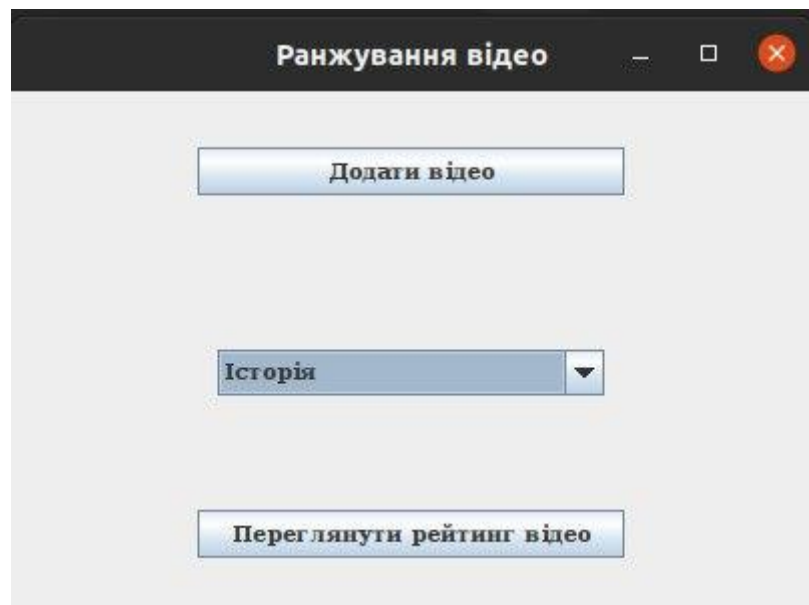 Ранжування відео
Додати відео
Історія
Переглянути рейтинг відео